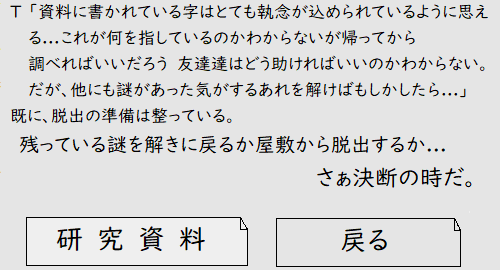 T「資料に書かれている字はとても執念が込められているように思え
る...これが何を指しているのかわからないが帰ってから
調べればいいだろう 友達達はどう助ければいいのかわからない。
だが、他にも謎があった気がするあれを解けばもしかしたら...」
既に、脱出の準備は整っている。
残っている謎を解きに戻るか屋敷から脱出するか...
さぁ決断の時だ。
研 究 資 料
戻る